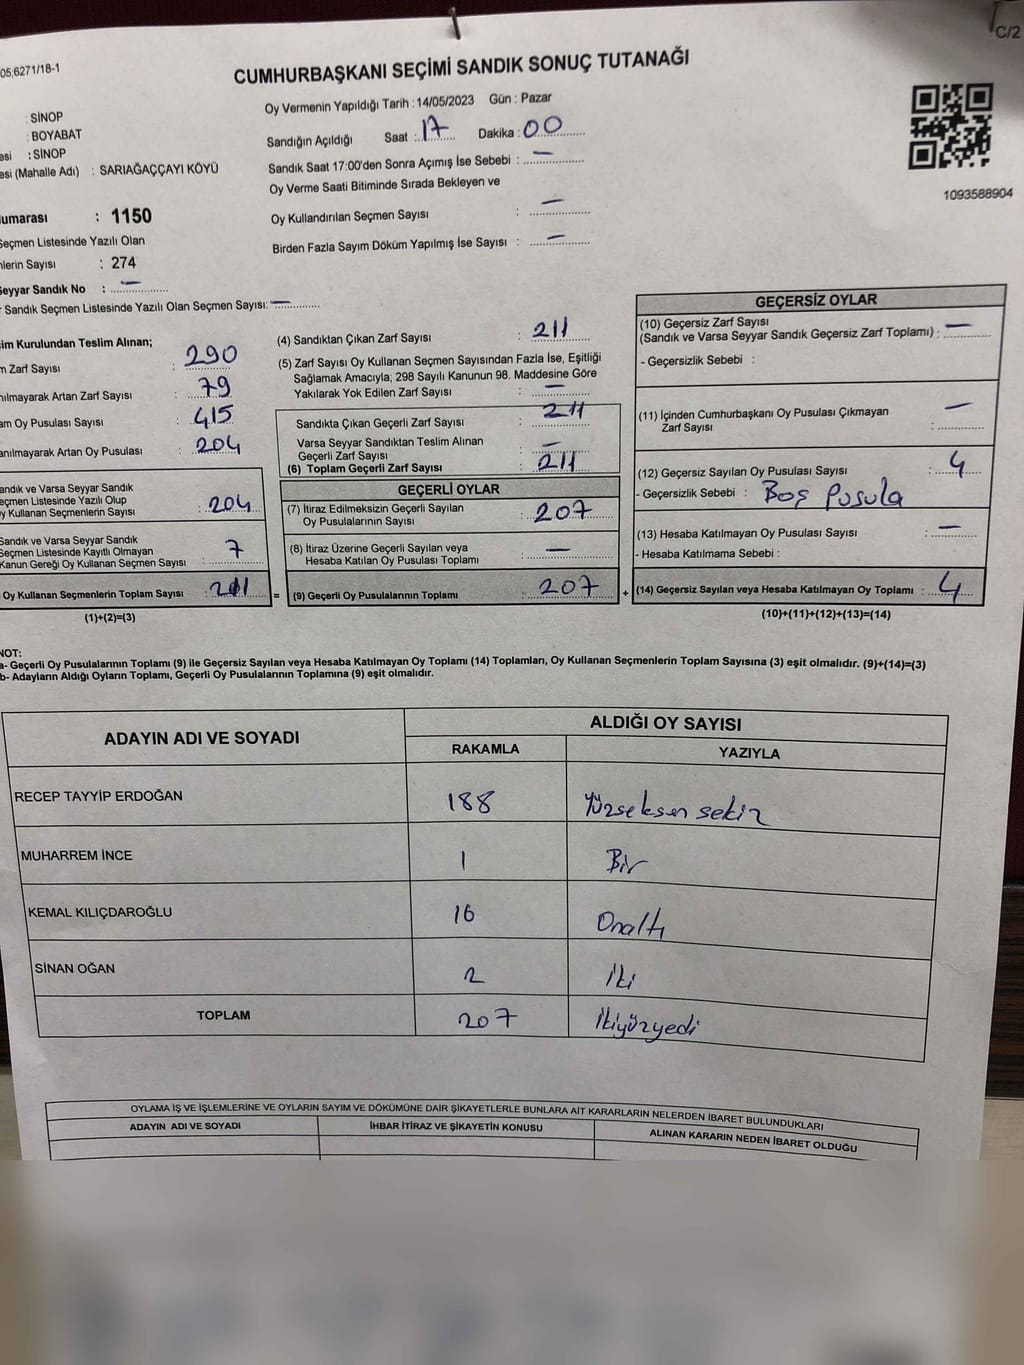 C/2
05.6271/18-1
CUMHURBAŞKANI SEÇİMİ SANDIK SONUÇ TUTANAĞI
: SİNOP
: BOYABAT
esi : SİNOP
esi (Mahalle Adı) : SARIAĞAÇÇAYI KÖYÜ
umarası : 1150
Seçmen Listesinde Yazılı Olan
nlerin Sayısı : 274
Seyyar Sandık No : —
Sandık Seçmen Listesinde Yazılı Olan Seçmen Sayısı: —
Oy Vermenin Yapıldığı Tarih : 14/05/2023 Gün : Pazar
Sandığın Açıldığı Saat : 17 Dakika : 00
Sandık Saat 17:00'den Sonra Açımış İse Sebebi : —
Oy Verme Saati Bitiminde Sırada Bekleyen ve
Oy Kullandırılan Seçmen Sayısı : —
Birden Fazla Sayım Döküm Yapılmış İse Sayısı : —
1093588904
im Kurulundan Teslim Alınan;
m Zarf Sayısı : 290
nılmayarak Artan Zarf Sayısı : 79
am Oy Pusulası Sayısı : 415
anılmayarak Artan Oy Pusulası : 204
andık ve Varsa Seyyar Sandık
eçmen Listesinde Yazılı Olup
y Kullanan Seçmenlerin Sayısı : 204
Sandık ve Varsa Seyyar Sandık
Seçmen Listesinde Kayıtlı Olmayan
Kanun Gereği Oy Kullanan Seçmen Sayısı : 7
Oy Kullanan Seçmenlerin Toplam Sayısı : 211 =
(1)+(2)=(3)
(4) Sandıktan Çıkan Zarf Sayısı : 211
(5) Zarf Sayısı Oy Kullanan Seçmen Sayısından Fazla İse, Eşitliği
Sağlamak Amacıyla, 298 Sayılı Kanunun 98. Maddesine Göre
Yakılarak Yok Edilen Zarf Sayısı : —
Sandıkta Çıkan Geçerli Zarf Sayısı : 211
Varsa Seyyar Sandıktan Teslim Alınan
Geçerli Zarf Sayısı : —
(6) Toplam Geçerli Zarf Sayısı : 211
GEÇERLİ OYLAR
(7) İtiraz Edilmeksizin Geçerli Sayılan
Oy Pusulalarının Sayısı : 207
(8) İtiraz Üzerine Geçerli Sayılan veya
Hesaba Katılan Oy Pusulası Toplamı : —
(9) Geçerli Oy Pusulalarının Toplamı : 207 +
GEÇERSİZ OYLAR
(10) Geçersiz Zarf Sayısı
(Sandık ve Varsa Seyyar Sandık Geçersiz Zarf Toplamı) : —
- Geçersizlik Sebebi :
(11) İçinden Cumhurbaşkanı Oy Pusulası Çıkmayan
Zarf Sayısı : —
(12) Geçersiz Sayılan Oy Pusulası Sayısı : 4
- Geçersizlik Sebebi : Boş Pusula
(13) Hesaba Katılmayan Oy Pusulası Sayısı : —
- Hesaba Katılmama Sebebi :
(14) Geçersiz Sayılan veya Hesaba Katılmayan Oy Toplamı : 4
(10)+(11)+(12)+(13)=(14)
NOT:
a- Geçerli Oy Pusulalarının Toplamı (9) ile Geçersiz Sayılan veya Hesaba Katılmayan Oy Toplamı (14) Toplamları, Oy Kullanan Seçmenlerin Toplam Sayısına (3) eşit olmalıdır. (9)+(14)=(3)
b- Adayların Aldığı Oyların Toplamı, Geçerli Oy Pusulalarının Toplamına (9) eşit olmalıdır.
ADAYIN ADI VE SOYADI
ALDIĞI OY SAYISI
RAKAMLA YAZIYLA
RECEP TAYYİP ERDOĞAN 188 Yüzseksen sekiz
MUHARREM İNCE 1 Bir
KEMAL KILIÇDAROĞLU 16 Onaltı
SİNAN OĞAN 2 İki
TOPLAM 207 İkiyüzyedi
OYLAMA İŞ VE İŞLEMLERİNE VE OYLARIN SAYIM VE DÖKÜMÜNE DAİR ŞİKAYETLERLE BUNLARA AİT KARARLARIN NELERDEN İBARET BULUNDUKLARI
ADAYIN ADI VE SOYADI İHBAR İTİRAZ VE ŞİKAYETİN KONUSU ALINAN KARARIN NEDEN İBARET OLDUĞU